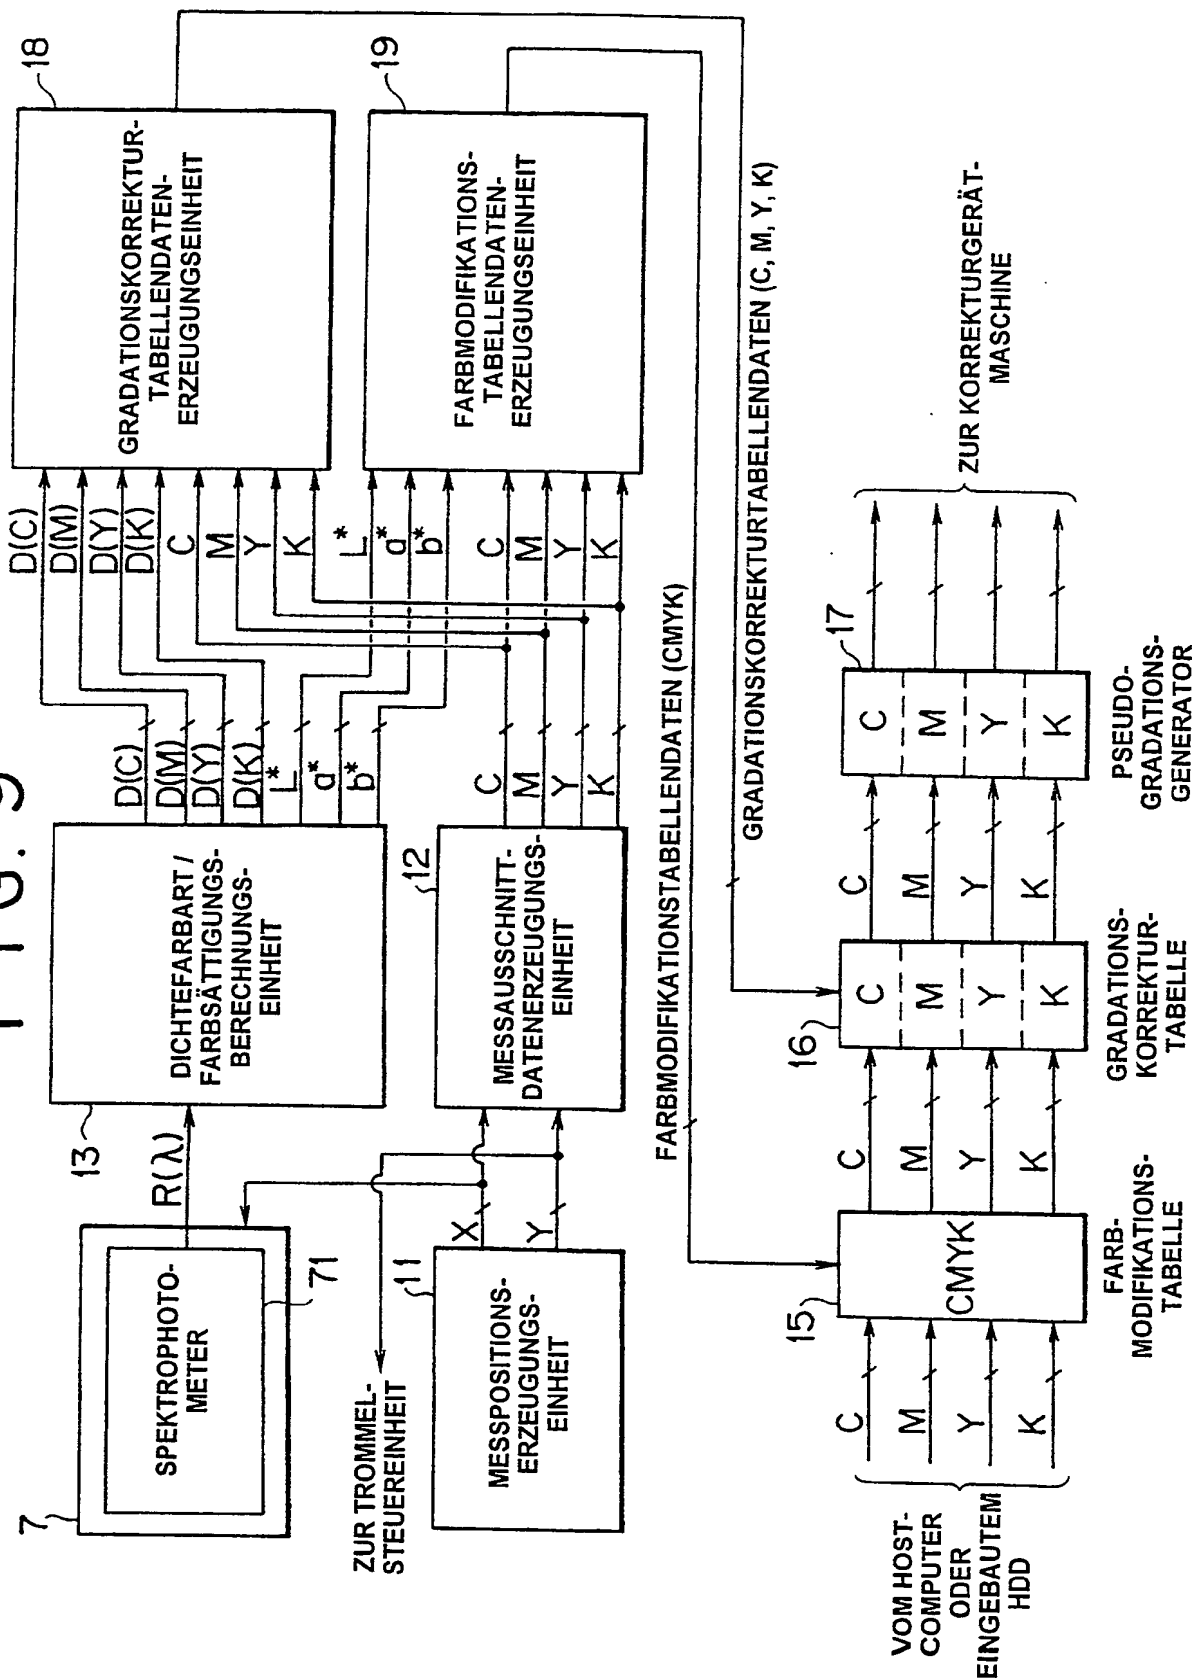 FIG. 9
7
SPEKTROPHOTO-
METER
71
R(λ)
13
DICHTEFARBART /
FARBSÄTTIGUNGS-
BERECHNUNGS-
EINHEIT
D(C)
D(M)
D(Y)
D(K)
L*
a*
b*
D(C)
D(M)
D(Y)
D(K)
C
M
Y
K
18
GRADATIONSKORREKTUR-
TABELLENDATEN-
ERZEUGUNGSEINHEIT
ZUR TROMMEL-
STEUEREINHEIT
11
MESSPOSITIONS-
ERZEUGUNGS-
EINHEIT
X
Y
12
MESSAUSSCHNITT-
DATENERZEUGUNGS-
EINHEIT
C
M
Y
K
L*
a*
b*
C
M
Y
K
19
FARBMODIFIKATIONS-
TABELLENDATEN-
ERZEUGUNGSEINHEIT
FARBMODIFIKATIONSTABELLENDATEN (CMYK)
GRADATIONSKORREKTURTABELLENDATEN (C, M, Y, K)
VOM HOST-
COMPUTER
ODER
EINGEBAUTEM
HDD
C
M
Y
K
15
CMYK
FARB-
MODIFIKATIONS-
TABELLE
C
M
Y
K
16
C
M
Y
K
GRADATIONS-
KORREKTUR-
TABELLE
C
M
Y
K
17
C
M
Y
K
PSEUDO-
GRADATIONS-
GENERATOR
ZUR KORREKTURGERÄT-
MASCHINE